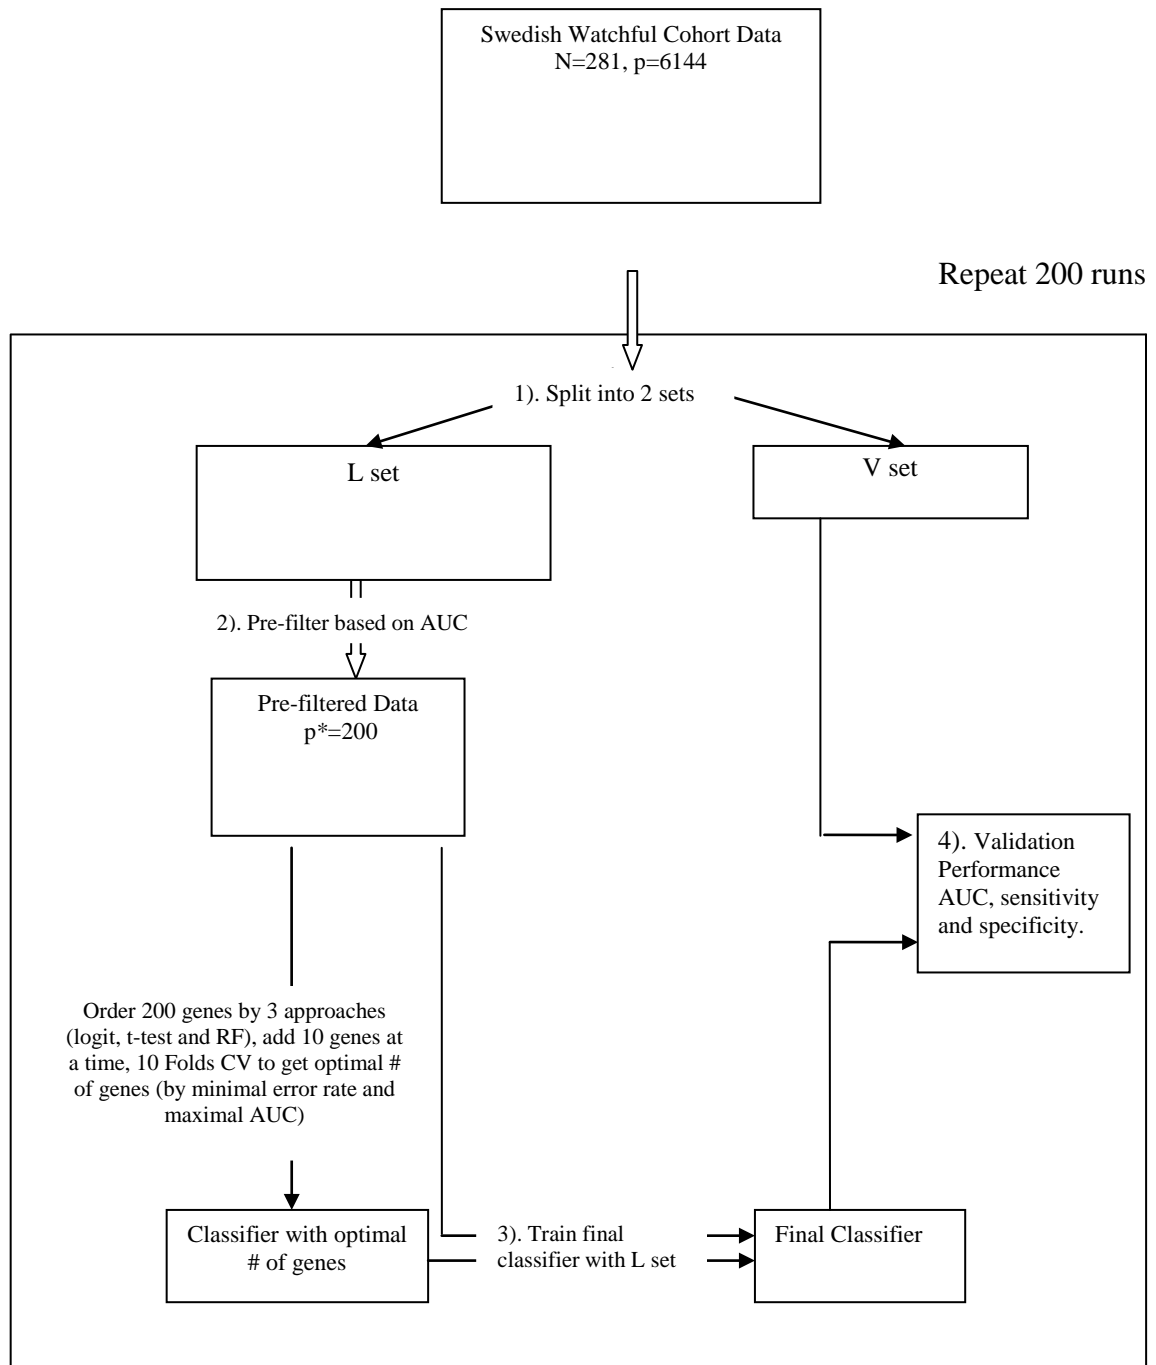 Swedish Watchful Cohort Data
N=281, p=6144
Repeat 200 runs
1). Split into 2 sets
L set
V set
2). Pre-filter based on AUC
Pre-filtered Data
p*=200
4). Validation
Performance
AUC, sensitivity
and specificity.
Order 200 genes by 3 approaches
(logit, t-test and RF), add 10 genes at
a time, 10 Folds CV to get optimal #
of genes (by minimal error rate and
maximal AUC)
Classifier with optimal
# of genes
3). Train final
classifier with L set
Final Classifier